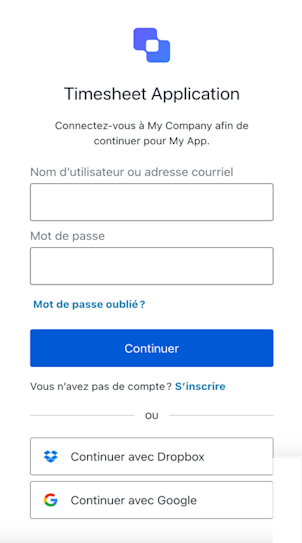 Timesheet Application
Connectez-vous à My Company afin de
continuer pour My App.
Nom d’utilisateur ou adresse courriel
Mot de passe
Mot de passe oublié ?
Continuer
Vous n’avez pas de compte ? S’inscrire
OU
Continuer avec Dropbox
Continuer avec Google